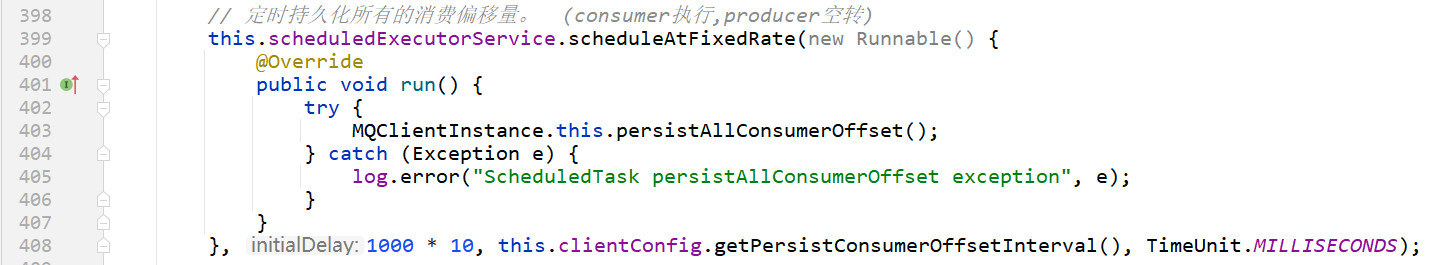 398 // 定时持久化所有的消费偏移量。 (consumer执行,producer空转)
399 this.scheduledExecutorService.scheduleAtFixedRate(new Runnable() {
400 @Override
401 public void run() {
402 try {
403 MQClientInstance.this.persistAllConsumerOffset();
404 } catch (Exception e) {
405 log.error("ScheduledTask persistAllConsumerOffset exception", e);
406 }
407 }
408 }, initialDelay: 1000 * 10, this.clientConfig.getPersistConsumerOffsetInterval(), TimeUnit.MILLISECONDS);